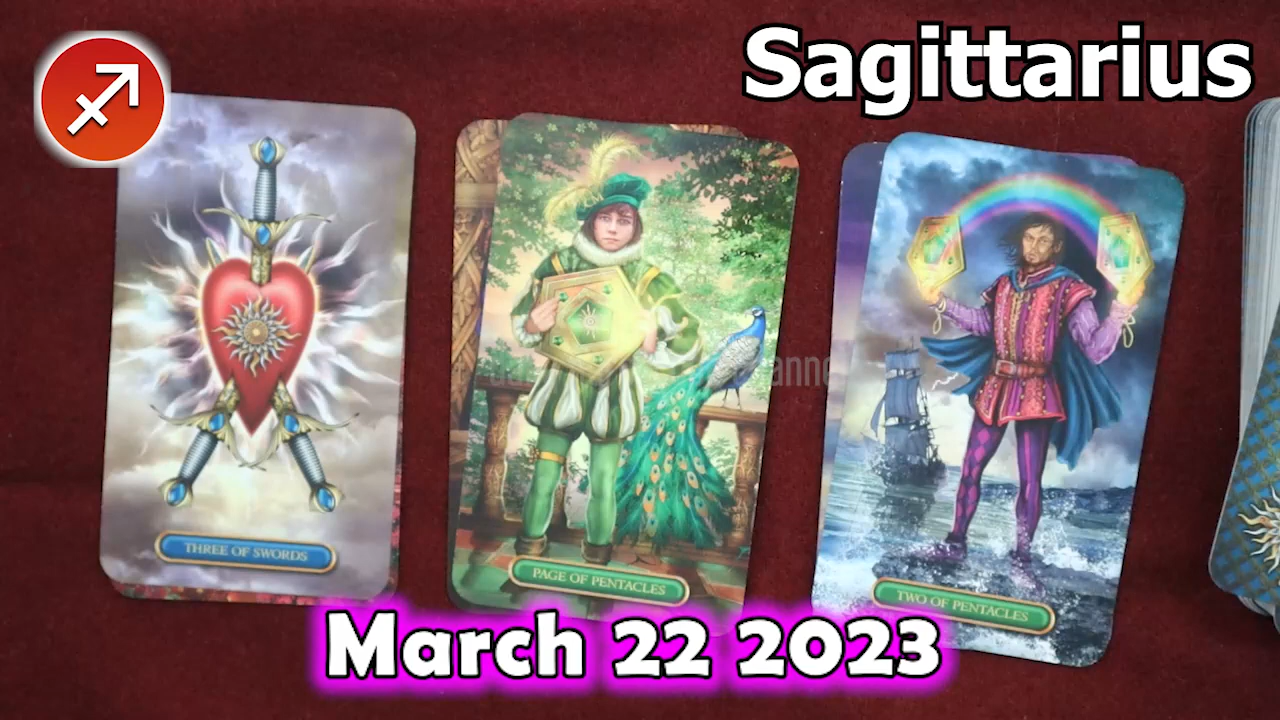 Sagittarius
THREE OF SWORDS
PAGE OF PENTACLES
TWO OF PENTACLES
March 22 2023